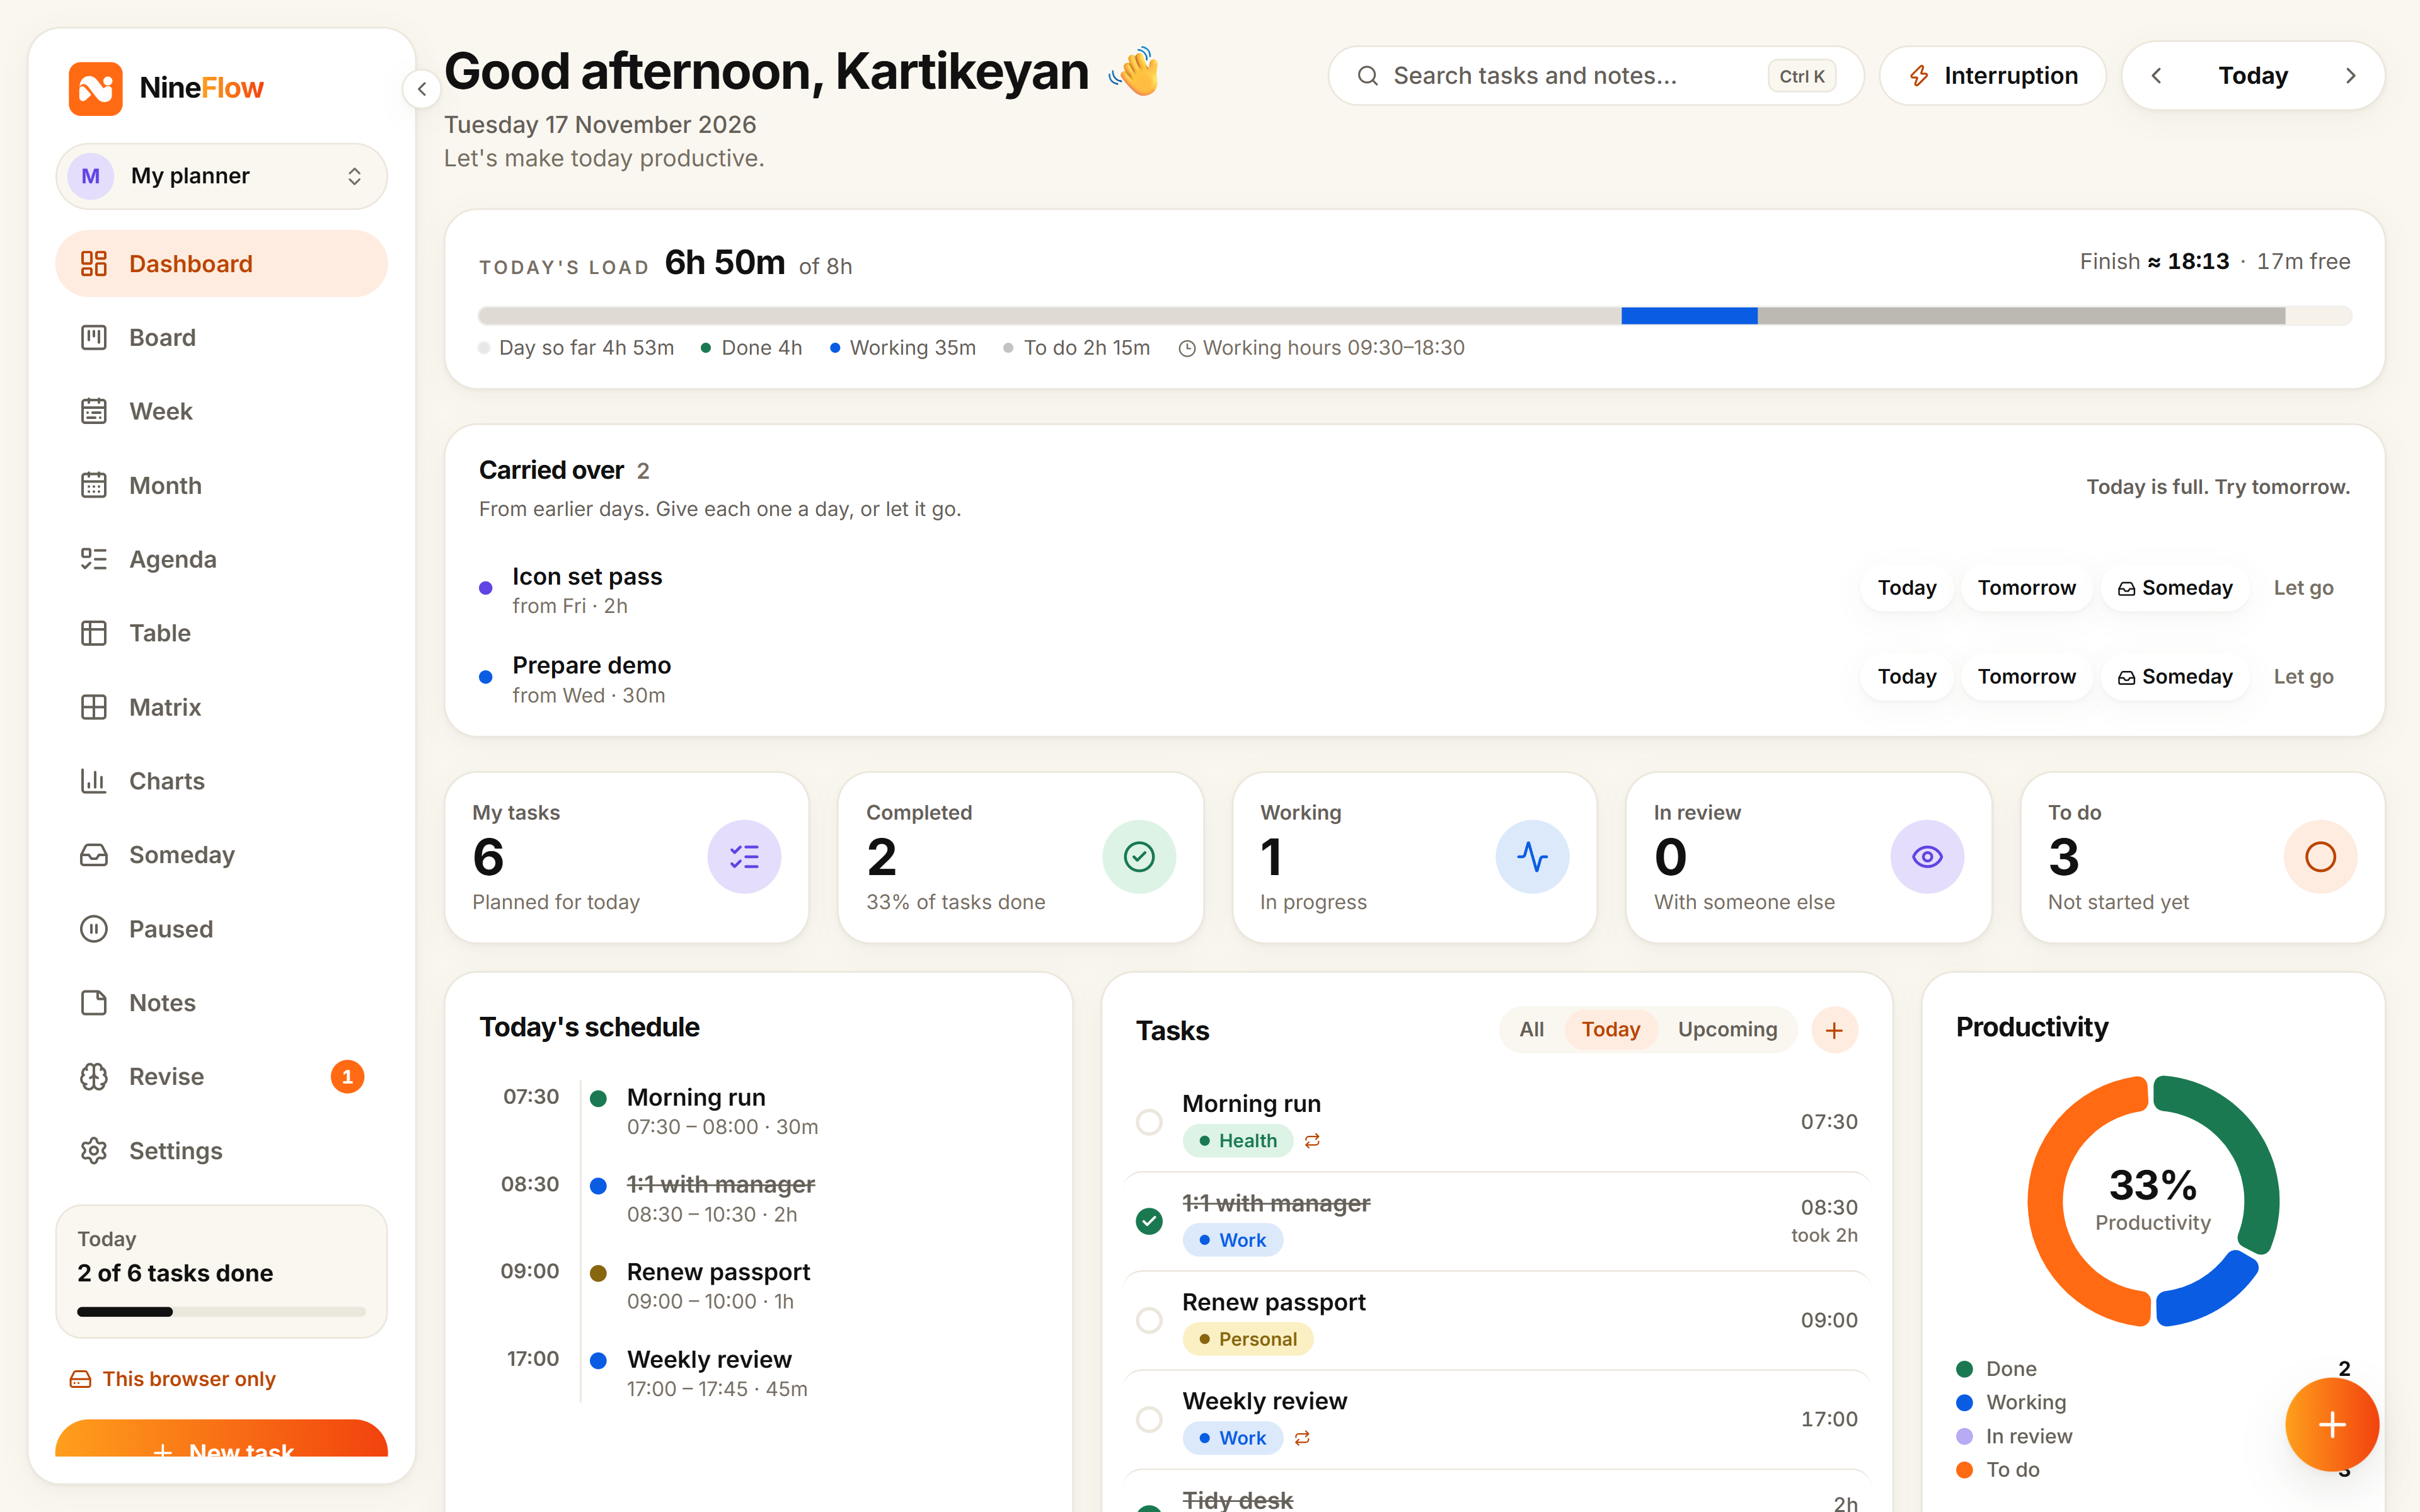 NineFlow
My planner
M
Dashboard
Board
Week
Month
Agenda
Table
Matrix
Charts
Someday
Paused
Notes
Revise 1
Settings
Today
2 of 6 tasks done
This browser only
New task
Good afternoon, Kartikeyan
Tuesday 17 November 2026
Let's make today productive.
Search tasks and notes... Ctrl K
Interruption
Today
TODAY'S LOAD 6h 50m of 8h
Finish ≈ 18:13 · 17m free
Day so far 4h 53m Done 4h Working 35m To do 2h 15m Working hours 09:30–18:30
Carried over 2
From earlier days. Give each one a day, or let it go.
Today is full. Try tomorrow.
Icon set pass
from Fri · 2h
Today Tomorrow Someday Let go
Prepare demo
from Wed · 30m
Today Tomorrow Someday Let go
My tasks
6
Planned for today
Completed
2
33% of tasks done
Working
1
In progress
In review
0
With someone else
To do
3
Not started yet
Today's schedule
07:30 Morning run
07:30 – 08:00 · 30m
08:30 1:1 with manager
08:30 – 10:30 · 2h
09:00 Renew passport
09:00 – 10:00 · 1h
17:00 Weekly review
17:00 – 17:45 · 45m
Tasks
All Today Upcoming
Morning run
Health
07:30
1:1 with manager
Work
08:30
took 2h
Renew passport
Personal
09:00
Weekly review
Work
17:00
Tidy desk
2h
Productivity
33%
Productivity
Done 2
Working
In review
To do 3